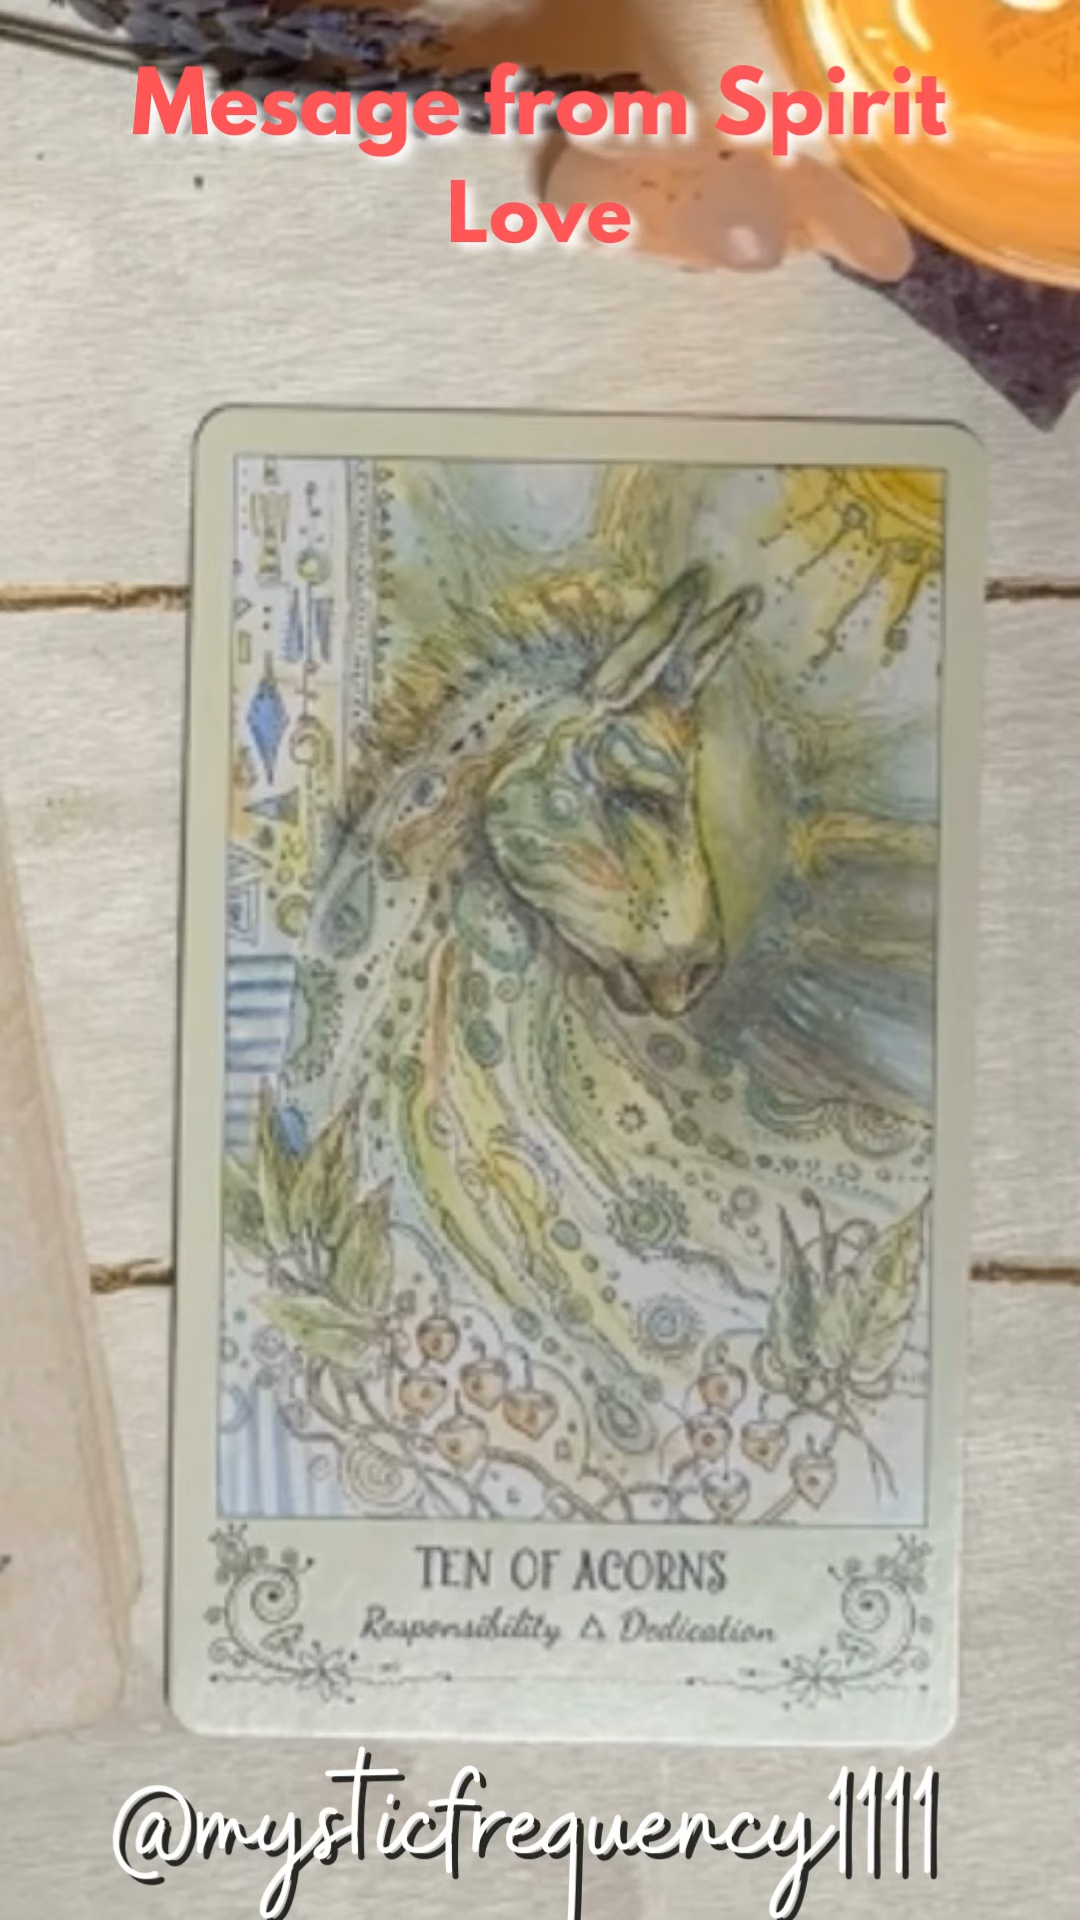 Mesage from Spirit
Love
TEN OF ACORNS
Responsibility △ Dedication
@mysticfrequency1111